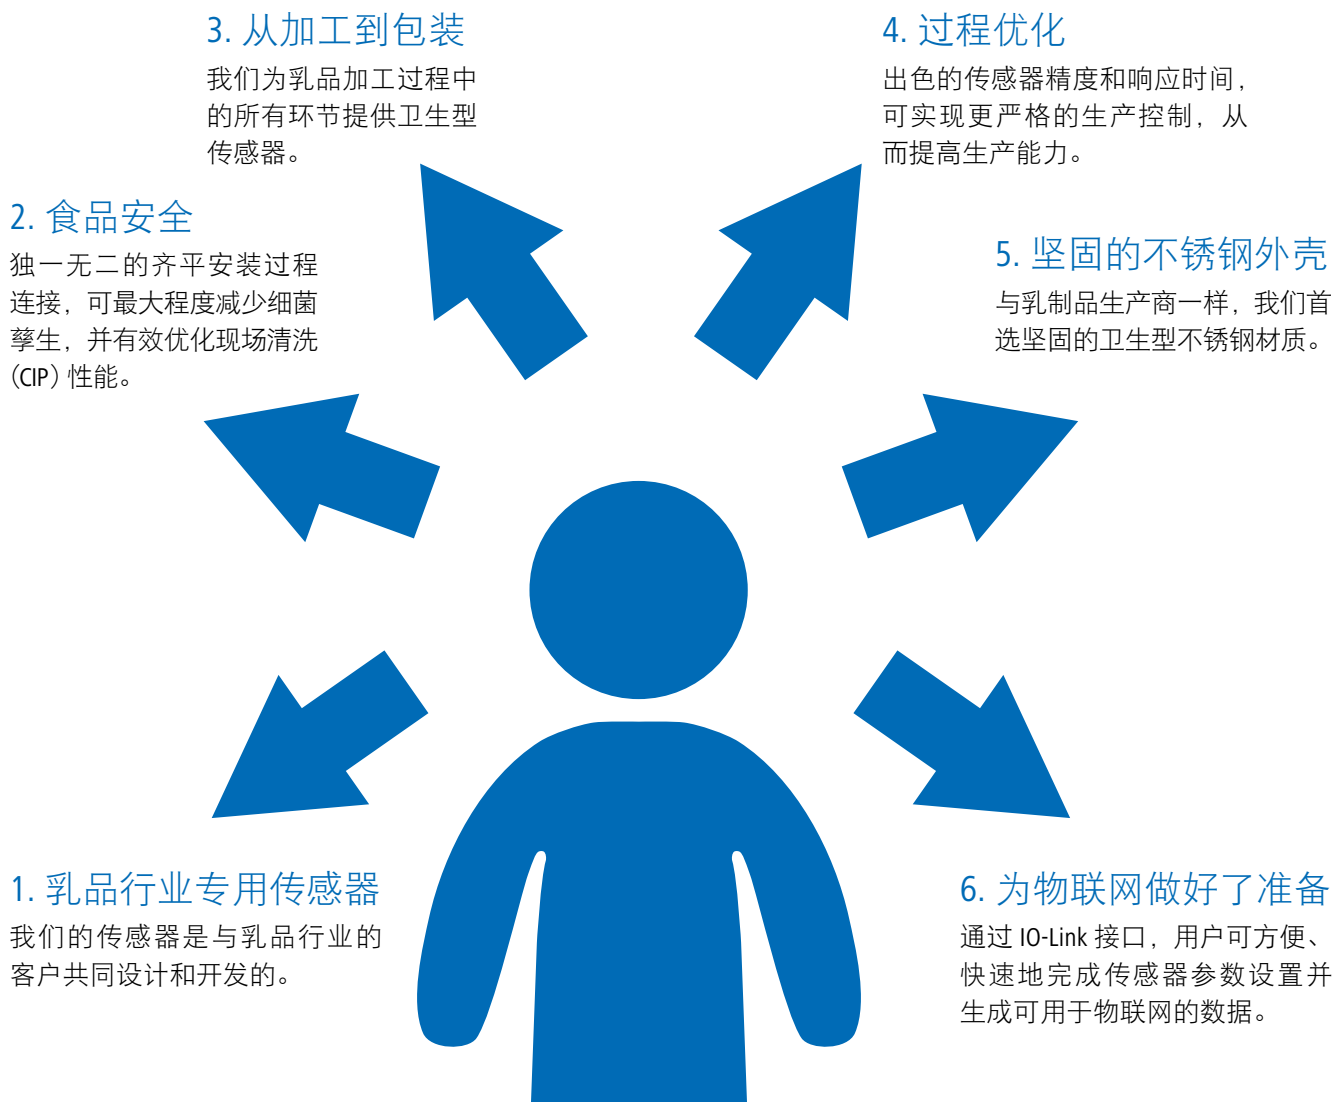 3. 从加工到包装
我们为乳品加工过程中
的所有环节提供卫生型
传感器。
4. 过程优化
出色的传感器精度和响应时间，
可实现更严格的生产控制，从
而提高生产能力。
2. 食品安全
独一无二的齐平安装过程
连接，可最大程度减少细菌
孳生，并有效优化现场清洗
（CIP）性能。
5. 坚固的不锈钢外壳
与乳制品生产商一样，我们首
选坚固的卫生型不锈钢材质。
1. 乳品行业专用传感器
我们的传感器是与乳品行业的
客户共同设计和开发的。
6. 为物联网做好了准备
通过 IO-Link 接口，用户可方便、
快速地完成传感器参数设置并
生成可用于物联网的数据。